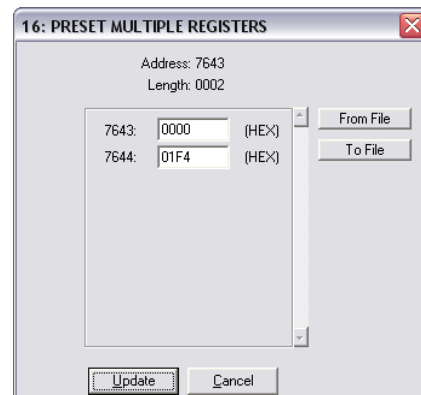 16: PRESET MULTIPLE REGISTERS
Address: 7643
Length: 0002
7643: 0000 (HEX)
From File
7644: 01F4 (HEX)
To File
Update Cancel